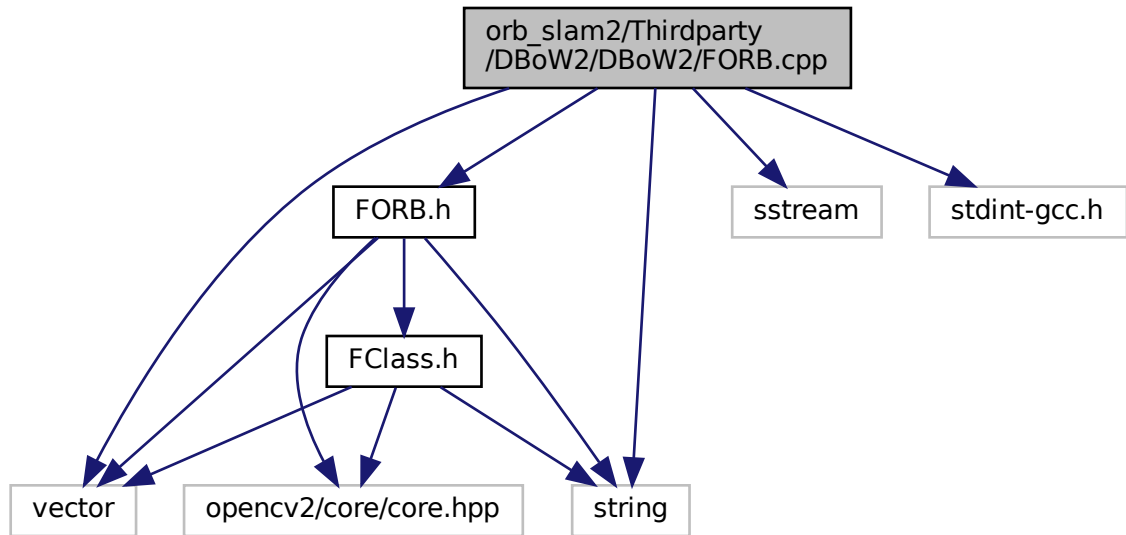 orb_slam2/Thirdparty
/DBoW2/DBoW2/FORB.cpp
FORB.h
sstream
stdint-gcc.h
FClass.h
vector
opencv2/core/core.hpp
string